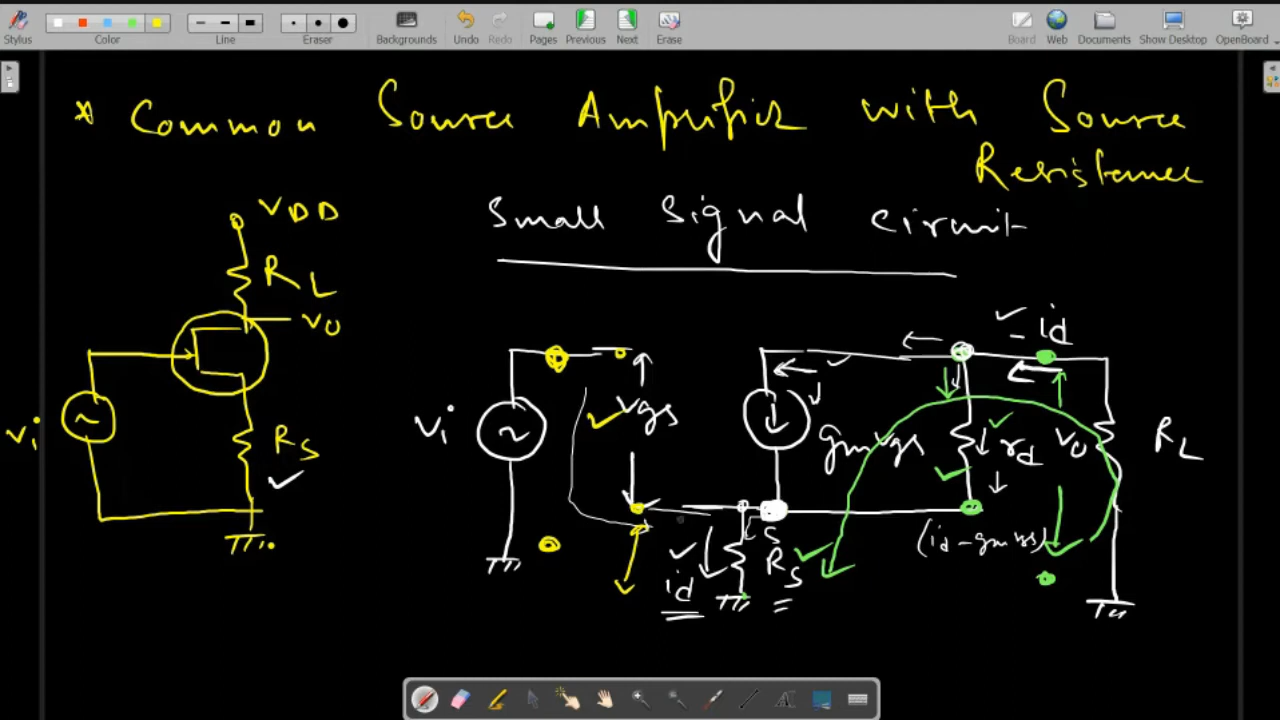 Stylus
Color
Line
Eraser
Backgrounds
Undo
Redo
Pages
Previous
Next
Erase
Board
Web
Documents
Show Desktop
OpenBoard
* Common Source Amplifier with Source
Resistance
Small signal circuit
VDD
RL
vo
vi
Rs
vi
vgs
gmvgs
id
rd
vo
RL
S
Rs
id
(id-gmvgs)